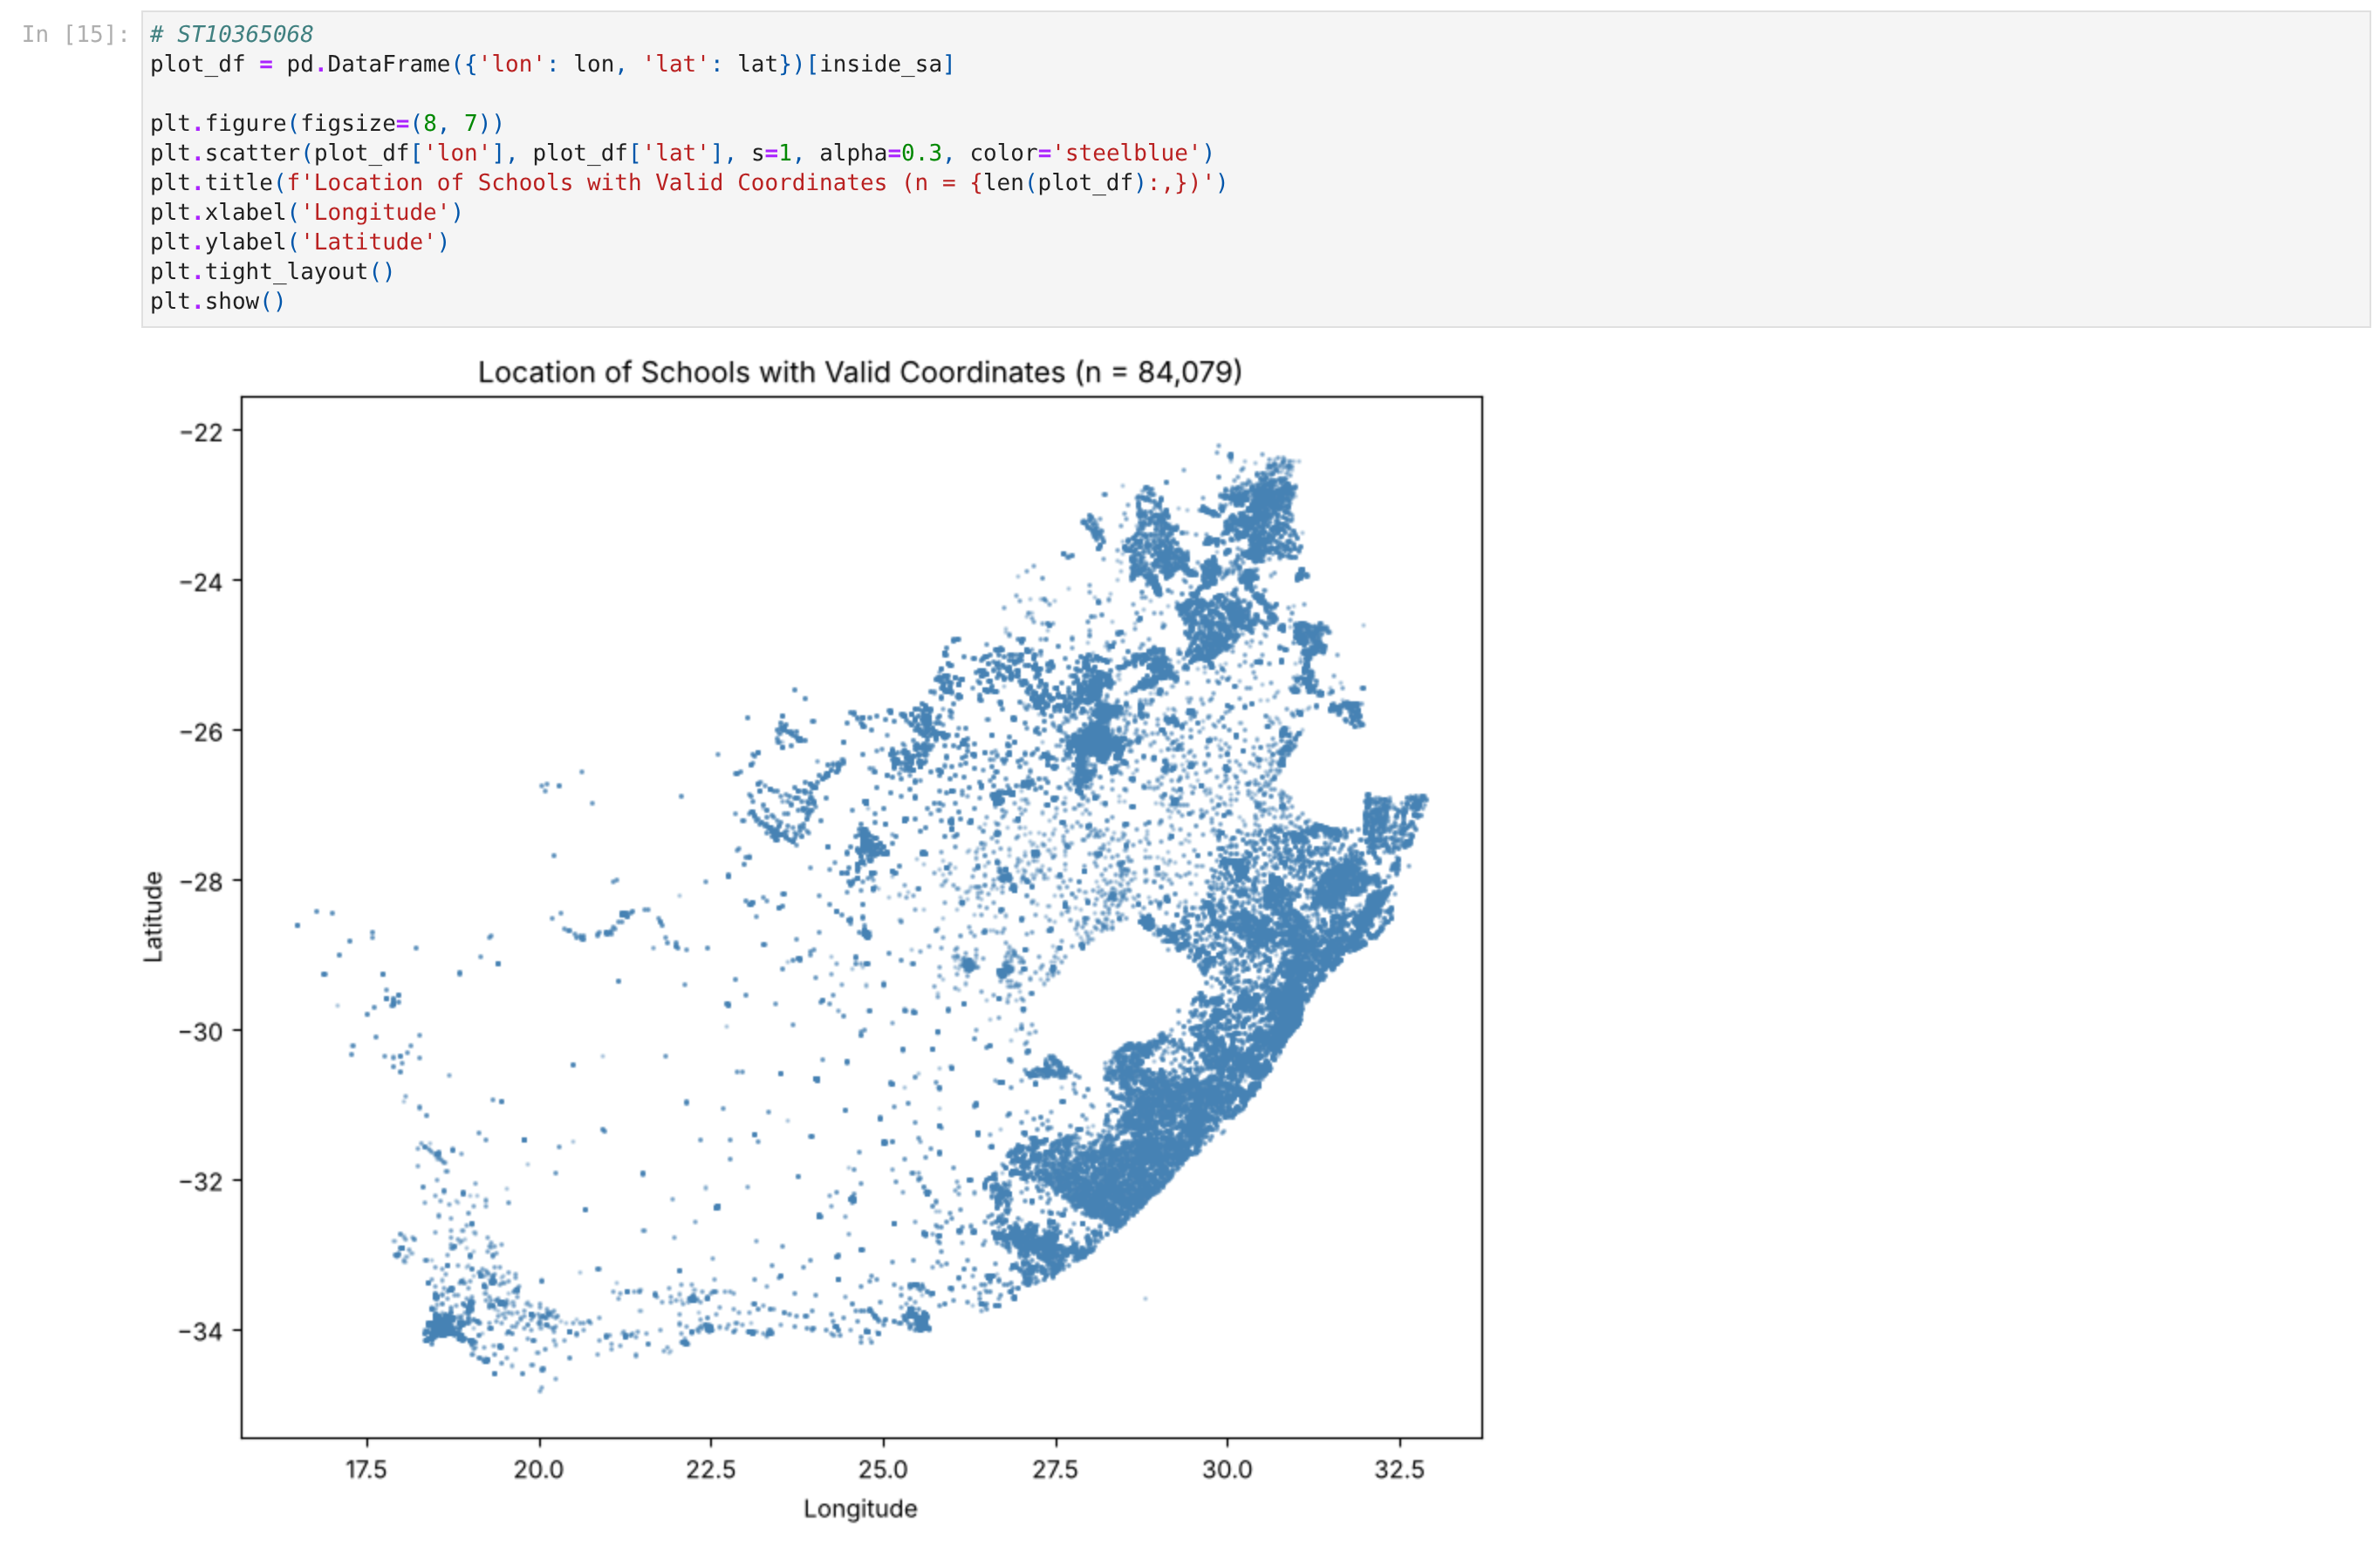 In [15]:
# ST10365068
plot_df = pd.DataFrame({'lon': lon, 'lat': lat})[inside_sa]
plt.figure(figsize=(8, 7))
plt.scatter(plot_df['lon'], plot_df['lat'], s=1, alpha=0.3, color='steelblue')
plt.title(f'Location of Schools with Valid Coordinates (n = {len(plot_df):,})')
plt.xlabel('Longitude')
plt.ylabel('Latitude')
plt.tight_layout()
plt.show()
Location of Schools with Valid Coordinates (n = 84,079)
−22
−24
−26
−28
−30
−32
−34
Latitude
17.5 20.0 22.5 25.0 27.5 30.0 32.5
Longitude